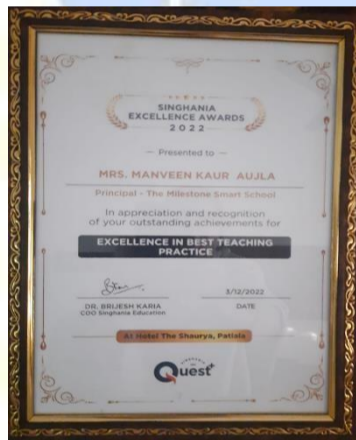 SINGHANIA
EXCELLENCE AWARDS
2022
— Presented to —
MRS. MANVEEN KAUR AUJLA
Principal - The Milestone Smart School
In appreciation and recognition
of your outstanding achievements for
EXCELLENCE IN BEST TEACHING
PRACTICE
3/12/2022
DR. BRIJESH KARIA
DATE
COO Singhania Education
At Hotel The Shourya, Patiala
Quest